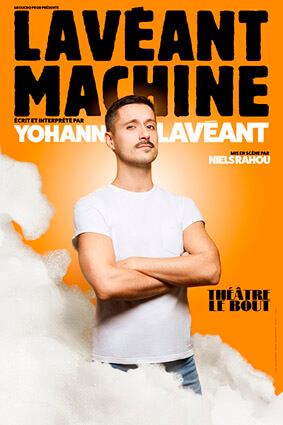 LAVÉANT
MACHINE
ÉCRIT ET INTERPRÉTÉ PAR
YOHANN LAVÉANT
MIS EN SCÈNE PAR
NIELS RAHOU
THÉÂTRE
LE BOUT